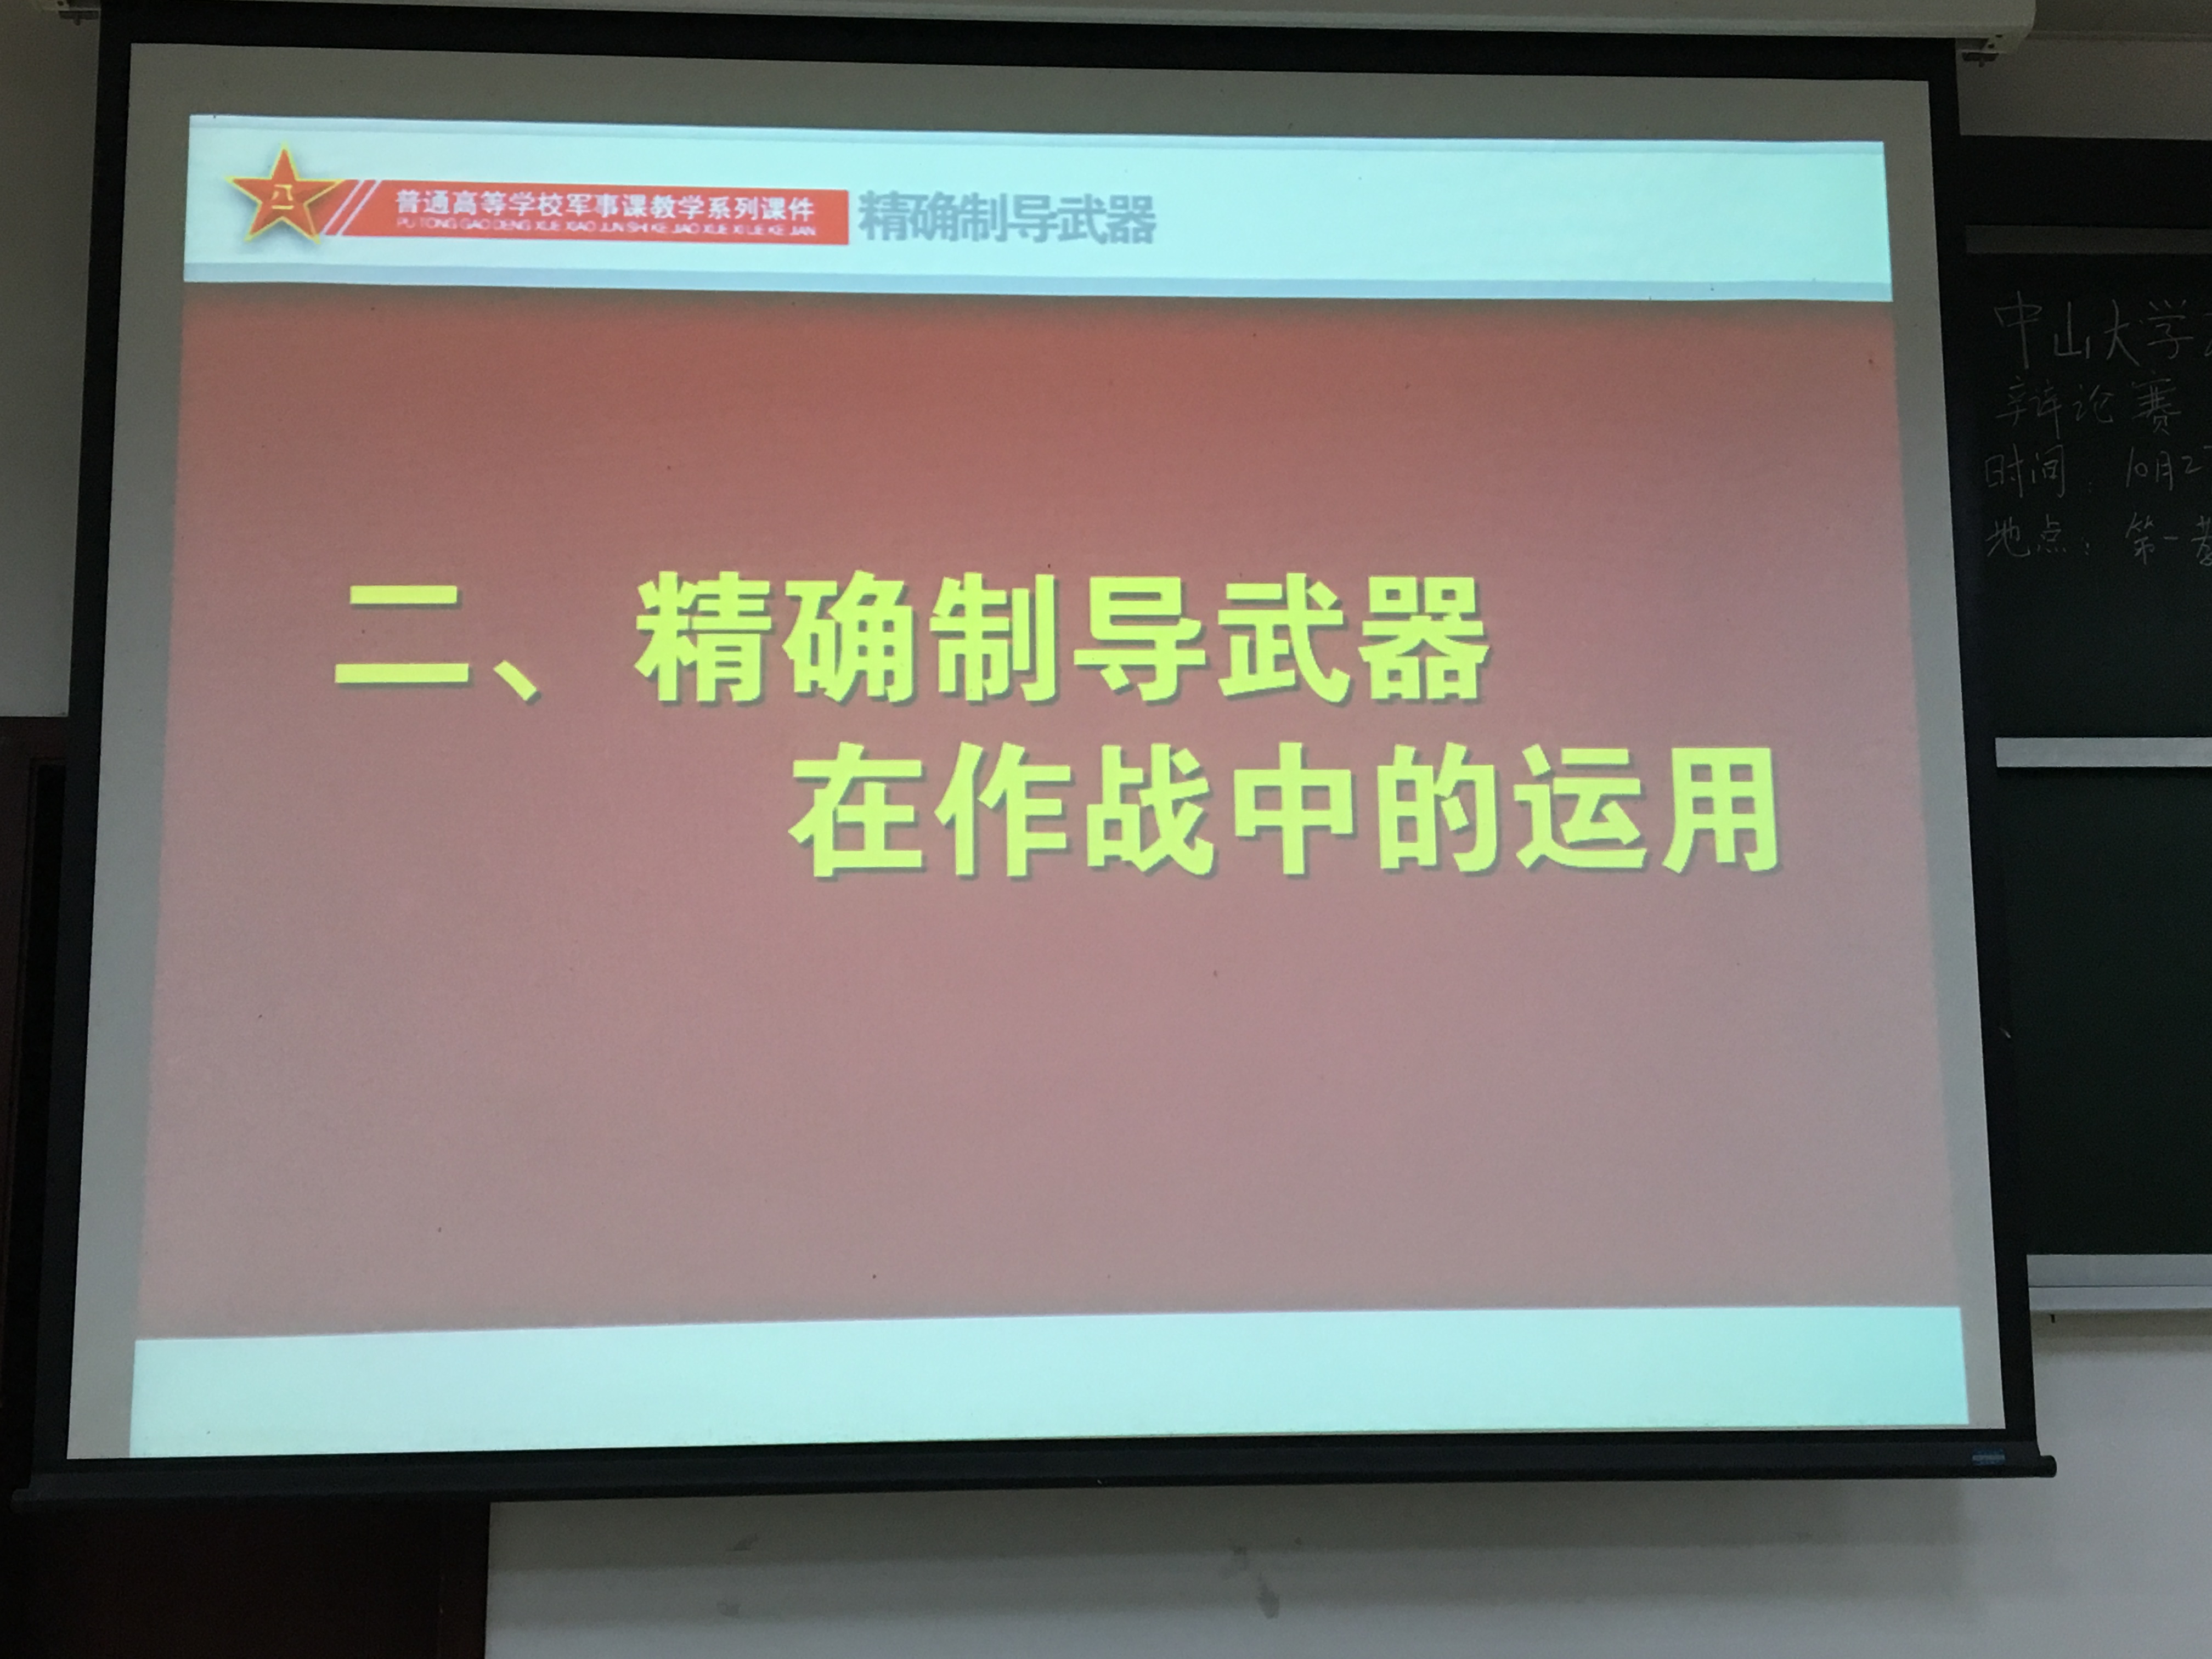 八一
普通高等学校军事课教学系列课件
PU TONG GAO DENG XUE XIAO JUN SHI KE JIAO XUE XI LIE KE JIAN
精确制导武器
二、精确制导武器
在作战中的运用
中山大学
辩论赛
时间：10月2
地点：第一